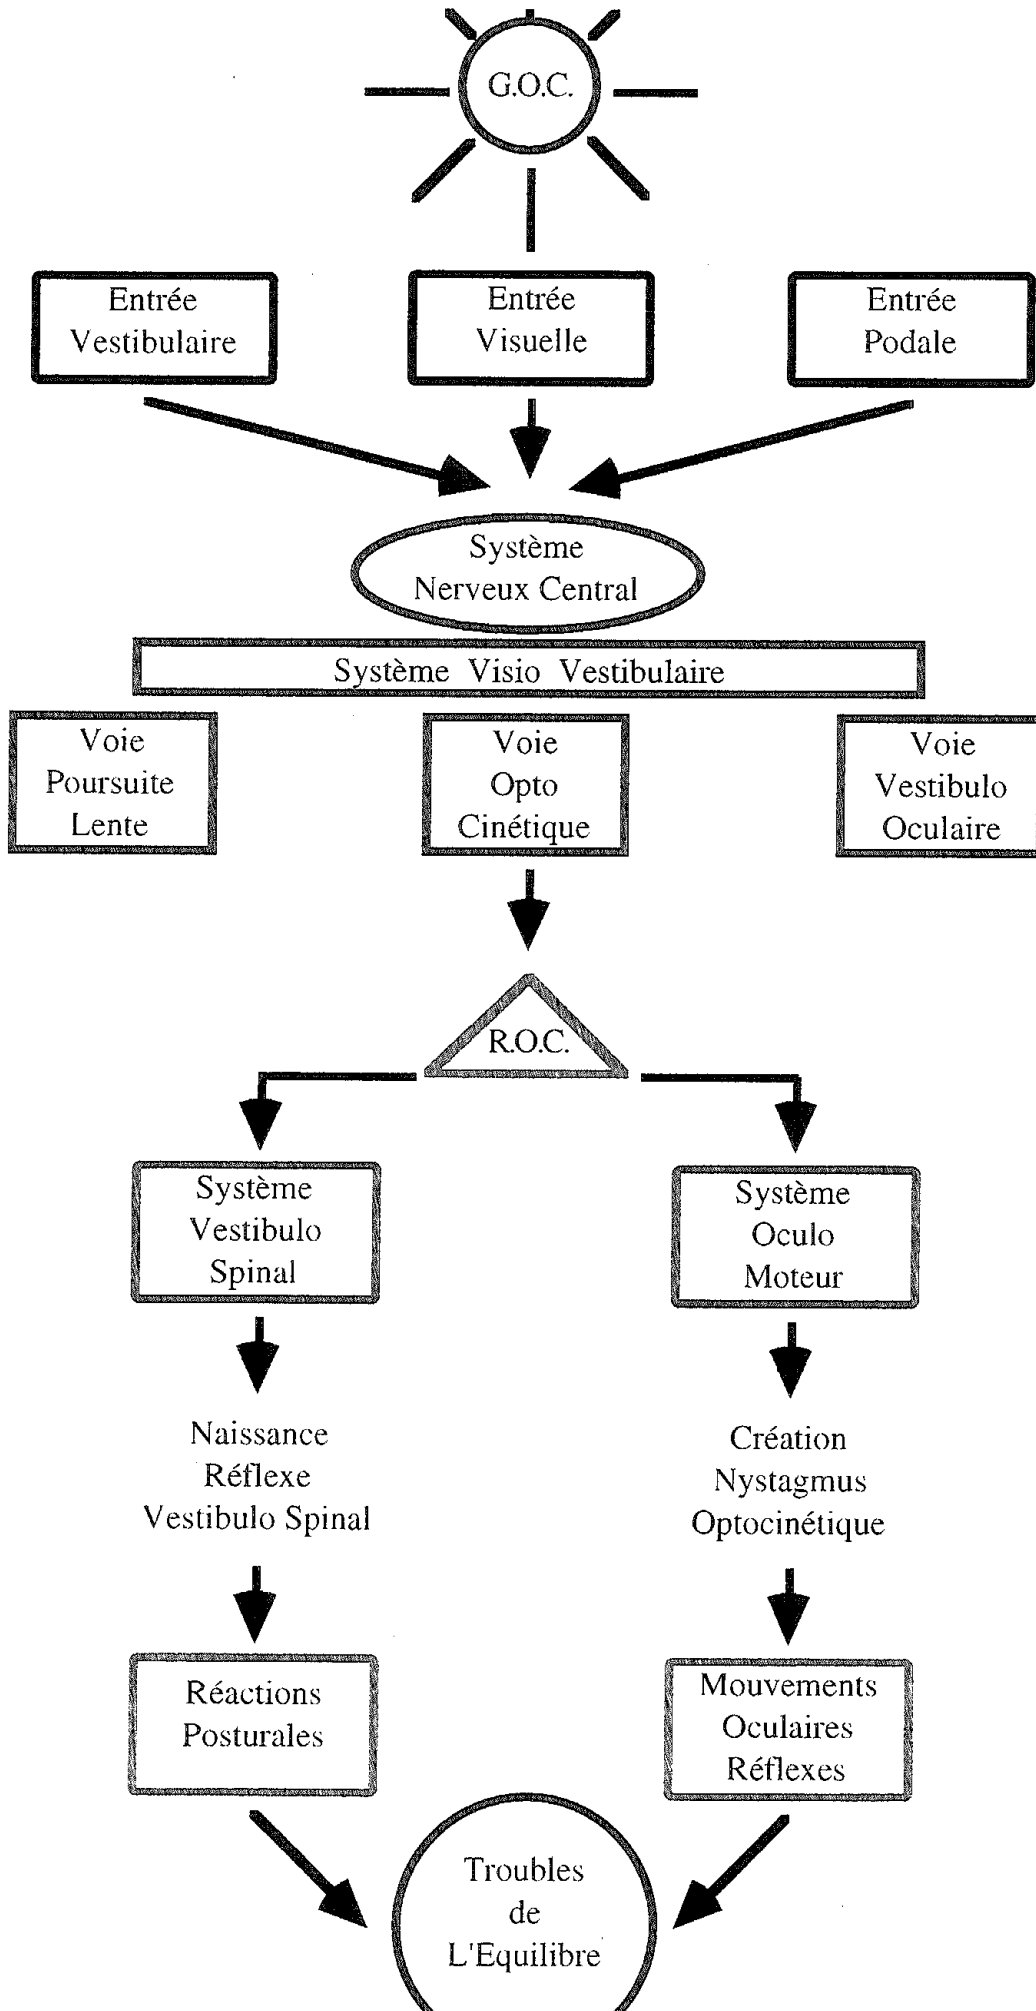 G.O.C.
Entrée
Vestibulaire
Entrée
Visuelle
Entrée
Podale
Système
Nerveux Central
Système Visio Vestibulaire
Voie
Poursuite
Lente
Voie
Opto
Cinétique
Voie
Vestibulo
Oculaire
R.O.C.
Système
Vestibulo
Spinal
Système
Oculo
Moteur
Naissance
Réflexe
Vestibulo Spinal
Création
Nystagmus
Optocinétique
Réactions
Posturales
Mouvements
Oculaires
Réflexes
Troubles
de
L'Equilibre